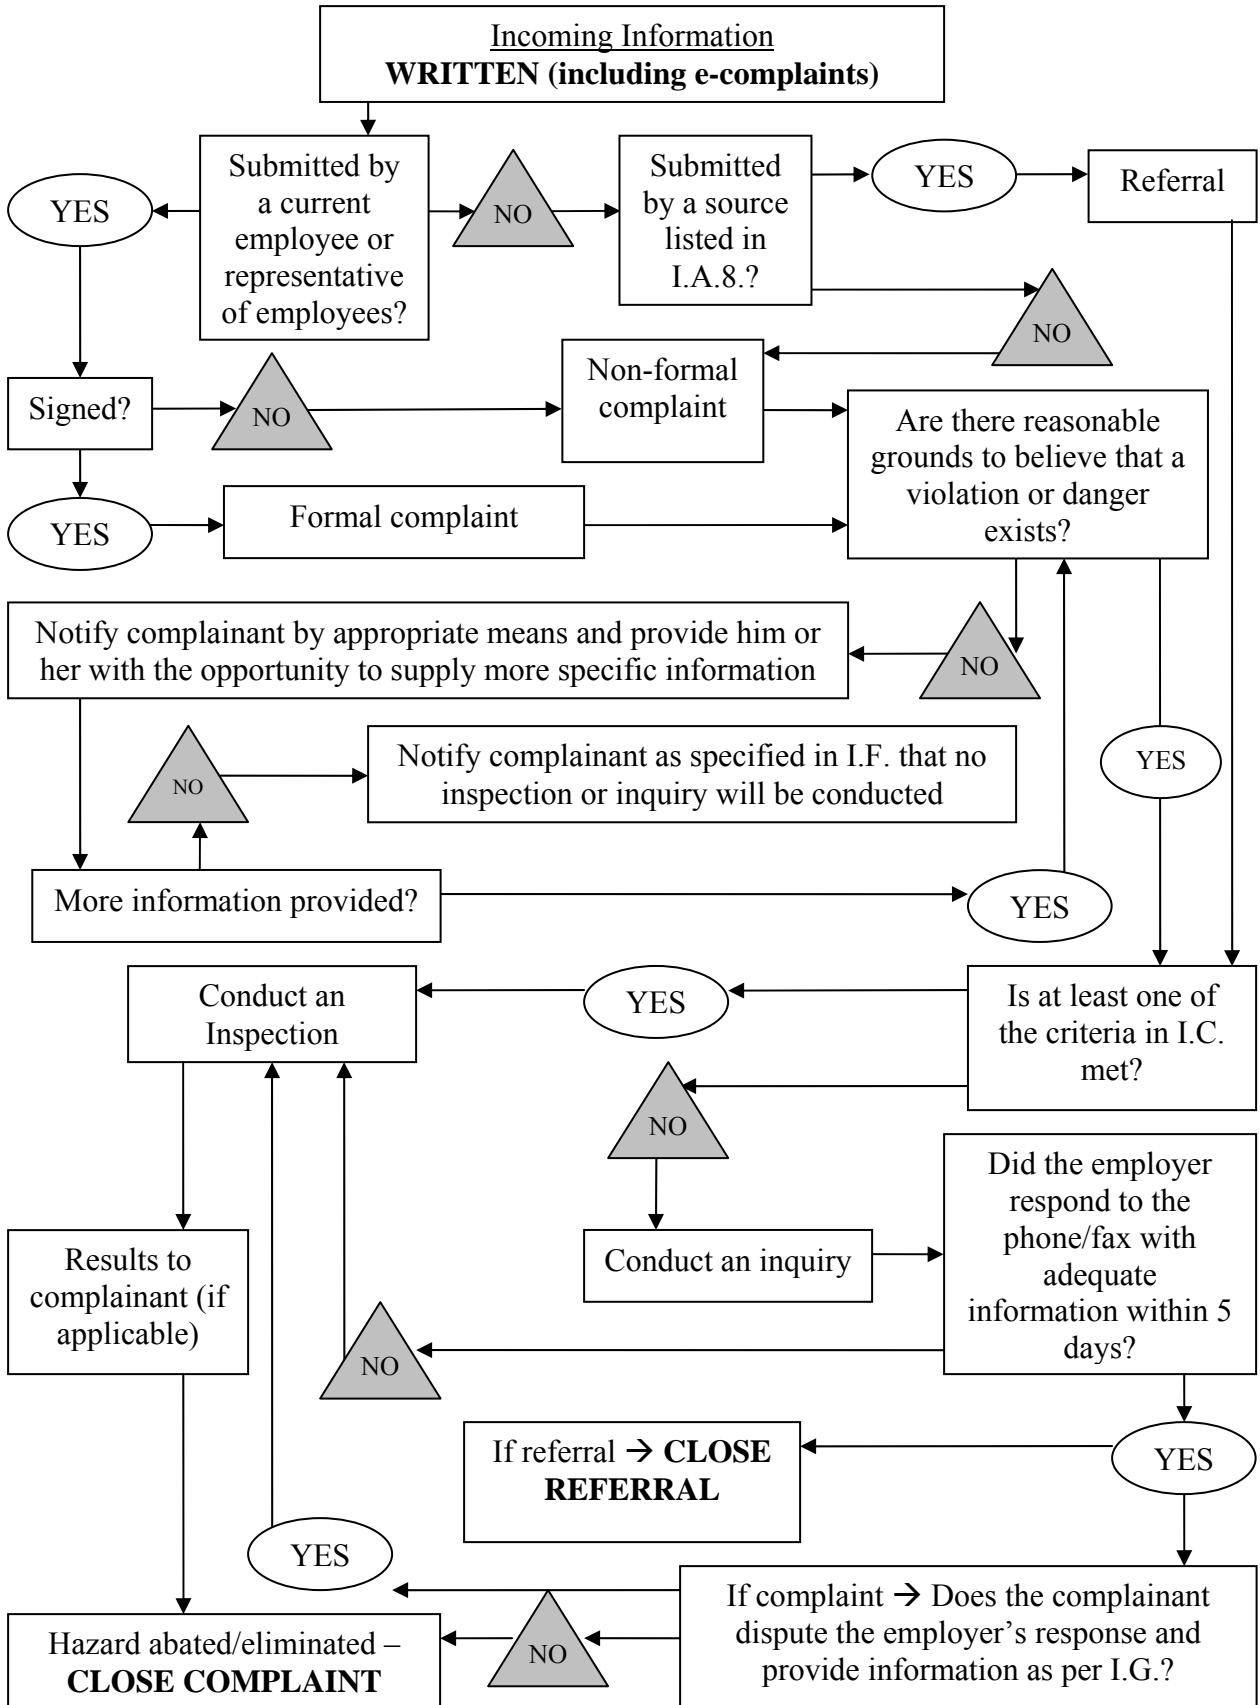 Incoming Information
WRITTEN (including e-complaints)
Submitted by
a current
employee or
representative
of employees?
YES
NO
Submitted
by a source
listed in
I.A.8.?
YES
Referral
NO
Signed?
NO
Non-formal
complaint
Are there reasonable
grounds to believe that a
violation or danger
exists?
YES
Formal complaint
Notify complainant by appropriate means and provide him or
her with the opportunity to supply more specific information
NO
YES
NO
Notify complainant as specified in I.F. that no
inspection or inquiry will be conducted
More information provided?
YES
Conduct an
Inspection
YES
Is at least one of
the criteria in I.C.
met?
NO
Conduct an inquiry
Did the employer
respond to the
phone/fax with
adequate
information within 5
days?
Results to
complainant (if
applicable)
NO
If referral → CLOSE
REFERRAL
YES
YES
If complaint → Does the complainant
dispute the employer’s response and
provide information as per I.G.?
NO
Hazard abated/eliminated –
CLOSE COMPLAINT